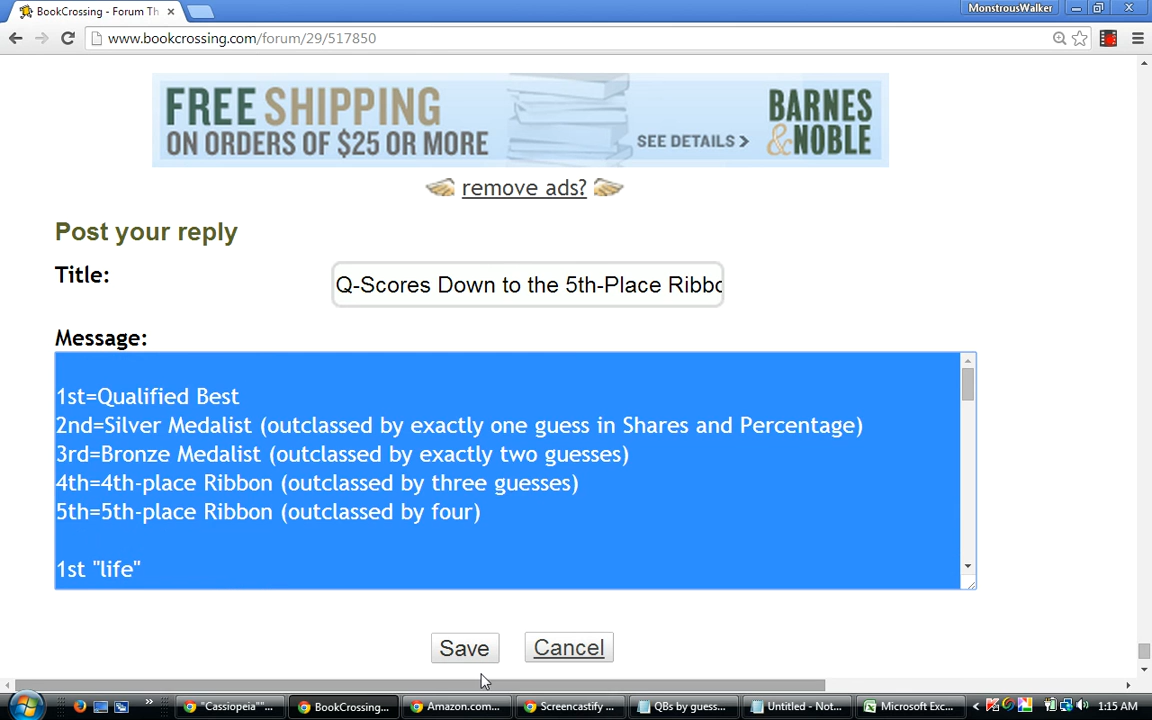 BookCrossing - Forum Th
MonstrousWalker
www.bookcrossing.com/forum/29/517850
FREE SHIPPING
ON ORDERS OF $25 OR MORE
SEE DETAILS >
BARNES
& NOBLE
remove ads?
Post your reply
Title:
Q-Scores Down to the 5th-Place Ribbo
Message:
1st=Qualified Best
2nd=Silver Medalist (outclassed by exactly one guess in Shares and Percentage)
3rd=Bronze Medalist (outclassed by exactly two guesses)
4th=4th-place Ribbon (outclassed by three guesses)
5th=5th-place Ribbon (outclassed by four)
1st "life"
Save
Cancel
"Cassiopeia""...
BookCrossing...
Amazon.com...
Screencastify ...
QBs by guess...
Untitled - Not...
Microsoft Exc...
1:15 AM